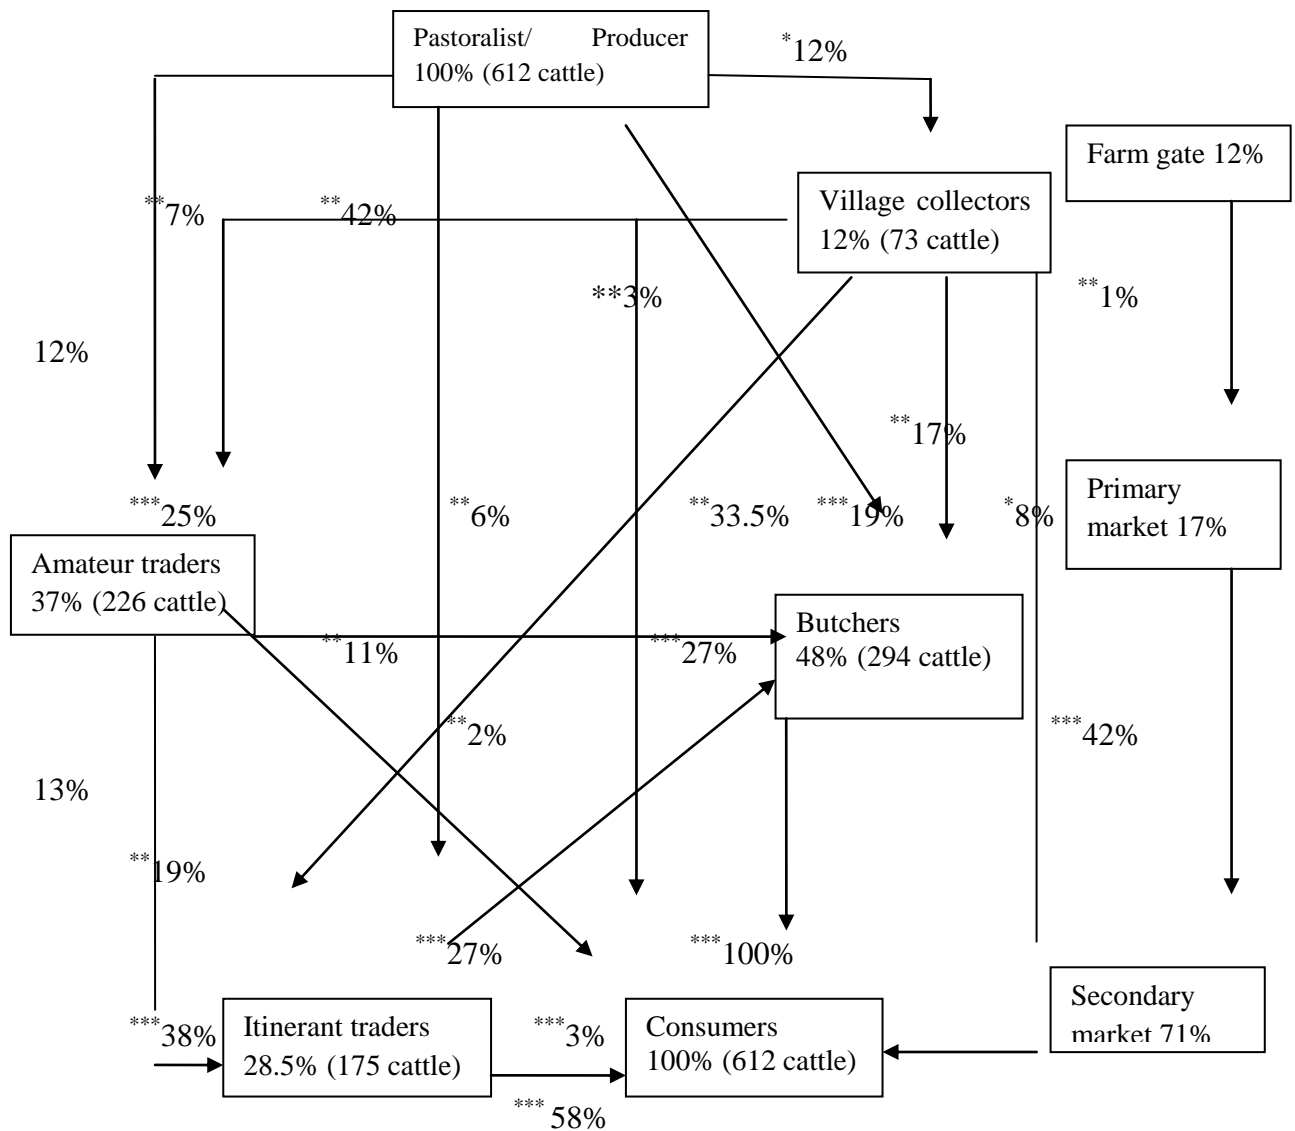 Pastoralist/ Producer
100% (612 cattle)
*12%
Farm gate 12%
Village collectors
12% (73 cattle)
**7%
**42%
**3%
**1%
12%
**17%
***25%
**6%
**33.5%
***19%
*8%
Primary
market 17%
Amateur traders
37% (226 cattle)
Butchers
48% (294 cattle)
**11%
***27%
**2%
***42%
13%
**19%
***27%
***100%
Secondary
market 71%
***38%
Itinerant traders
28.5% (175 cattle)
***3%
Consumers
100% (612 cattle)
***58%